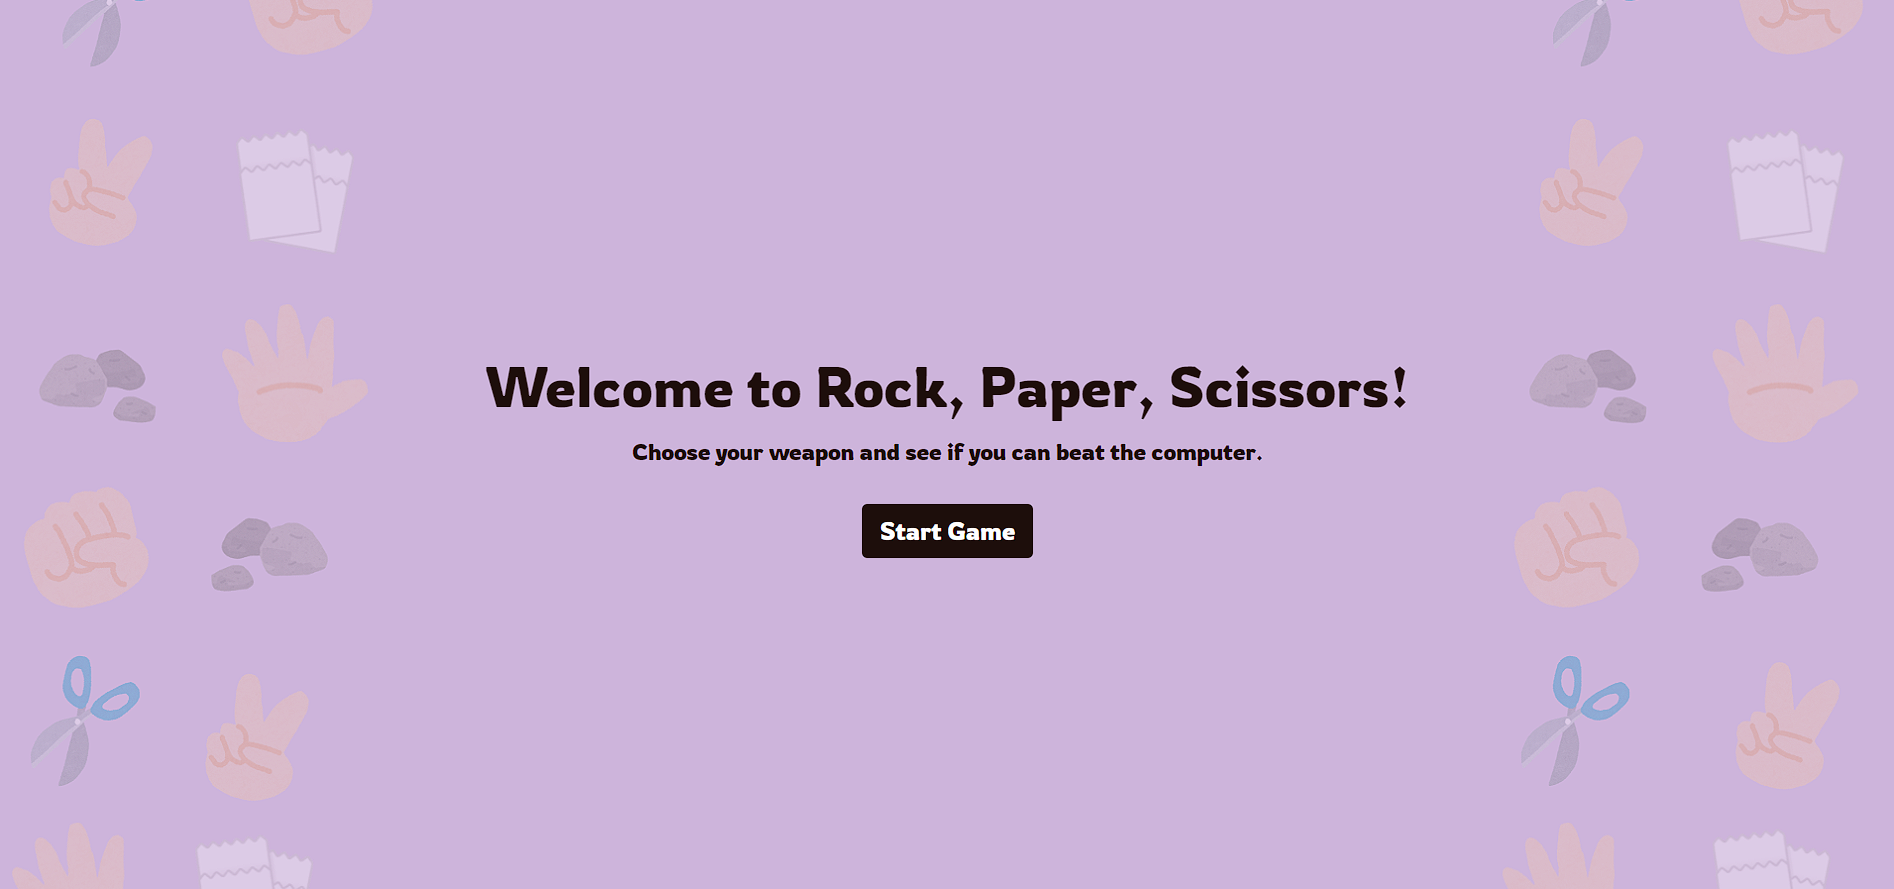 Welcome to Rock, Paper, Scissors!
Choose your weapon and see if you can beat the computer.
Start Game